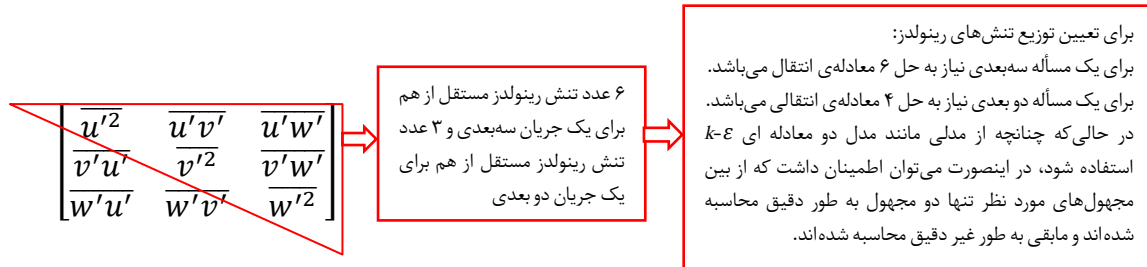 u′² u′v′ u′w′
v′u′ v′² v′w′
w′u′ w′v′ w′²
۶ عدد تنش رینولدز مستقل از هم
برای یک جریان سه‌بعدی و ۳ عدد
تنش رینولدز مستقل از هم برای
یک جریان دو بعدی
برای تعیین توزیع تنش‌های رینولدز:
برای یک مسأله سه‌بعدی نیاز به حل ۶ معادله‌ی انتقال می‌باشد.
برای یک مسأله دو بعدی نیاز به حل ۴ معادله‌ی انتقالی می‌باشد.
در حالی‌که چنانچه از مدلی مانند مدل دو معادله ای k-ε
استفاده شود، در اینصورت می‌توان اطمینان داشت که از بین
مجهول‌های مورد نظر تنها دو مجهول به طور دقیق محاسبه
شده‌اند و مابقی به طور غیر دقیق محاسبه شده‌اند.